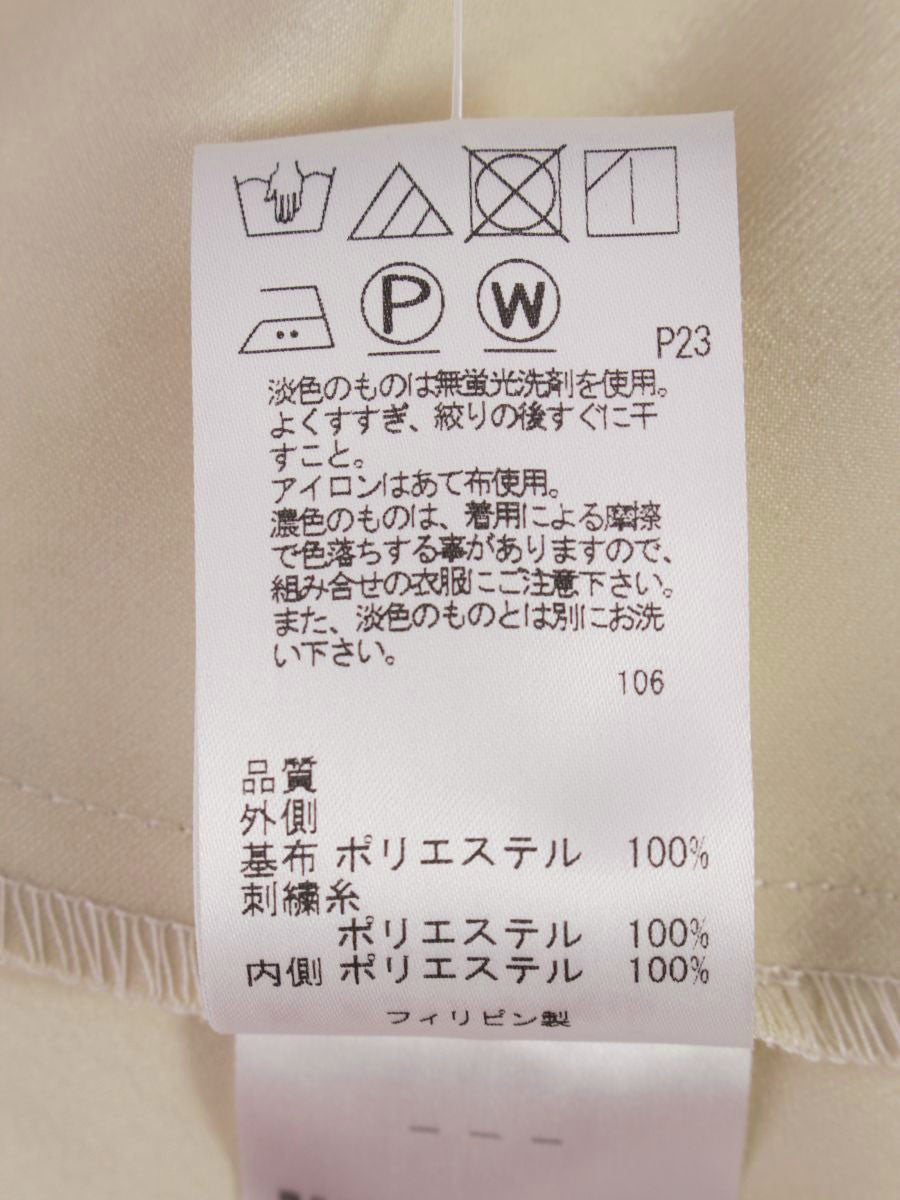 P W P23
淡色のものは無蛍光洗剤を使用。
よくすすぎ、絞りの後すぐに干
すこと。
アイロンはあて布使用。
濃色のものは、着用による摩擦
で色落ちする事がありますので、
組み合せの衣服にご注意下さい。
また、淡色のものとは別にお洗
い下さい。
106
品質
外側
基布 ポリエステル 100%
刺繍糸
ポリエステル 100%
内側 ポリエステル 100%
フィリピン製